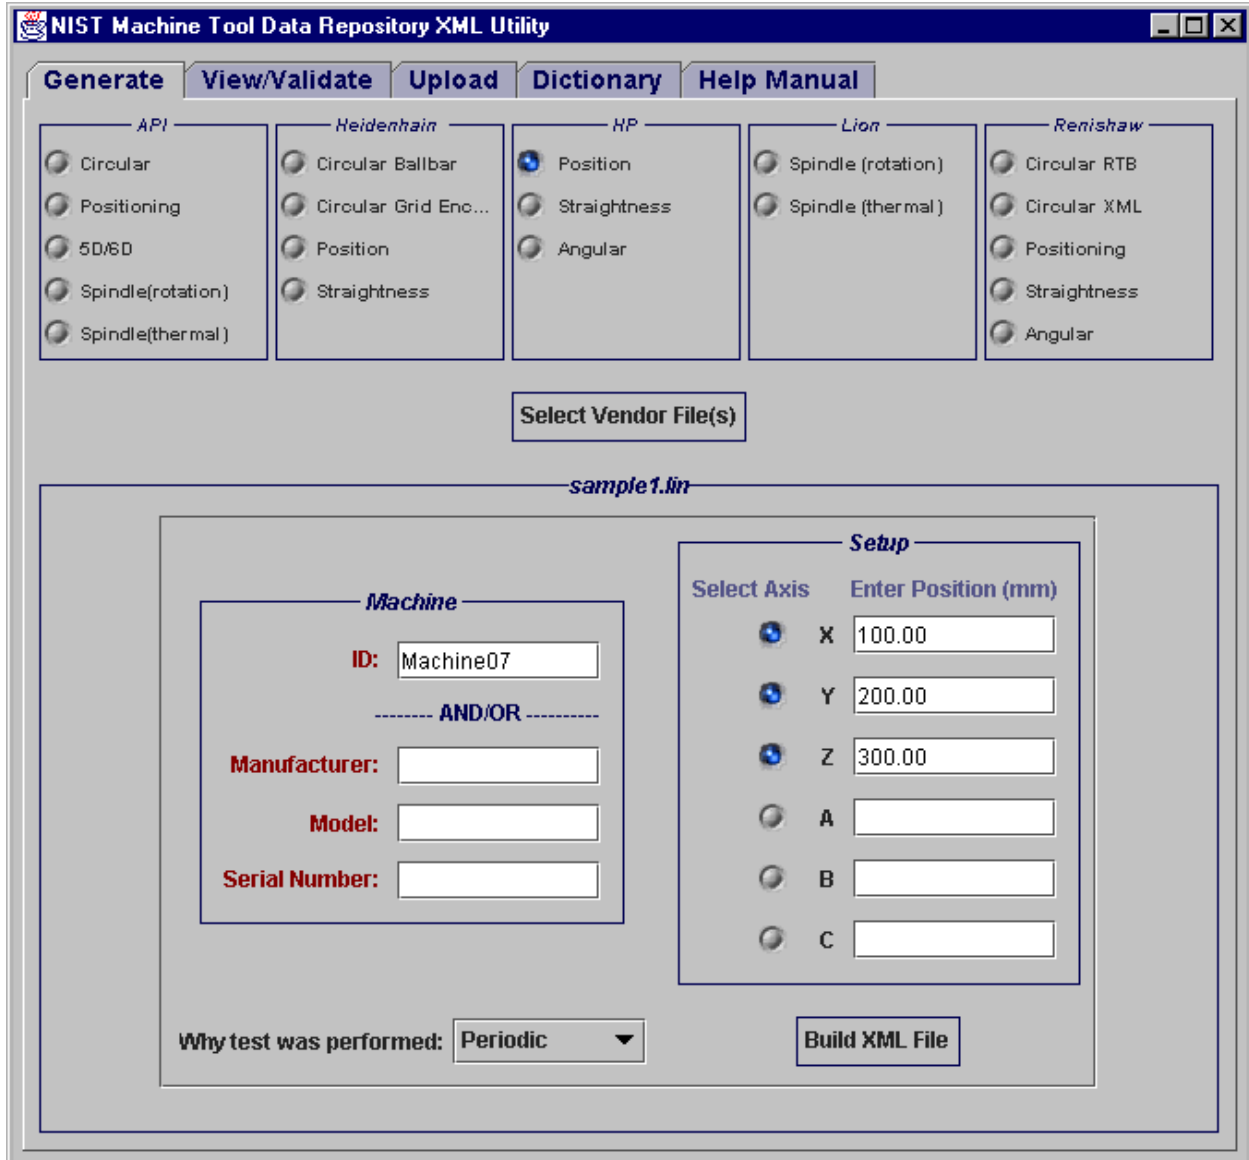 NIST Machine Tool Data Repository XML Utility
Generate View/Validate Upload Dictionary Help Manual
API Heidenhain HP Lion Renishaw
Circular Circular Ballbar Position Spindle (rotation) Circular RTB
Positioning Circular Grid Enc... Straightness Spindle (thermal) Circular XML
5D/6D Position Angular Positioning
Spindle(rotation) Straightness Straightness
Spindle(thermal) Angular
Select Vendor File(s)
sample1.lin
Setup
Select Axis Enter Position (mm)
Machine
X 100.00
ID: Machine07
Y 200.00
-------- AND/OR ----------
Z 300.00
Manufacturer:
A
Model:
B
Serial Number:
C
Why test was performed: Periodic Build XML File